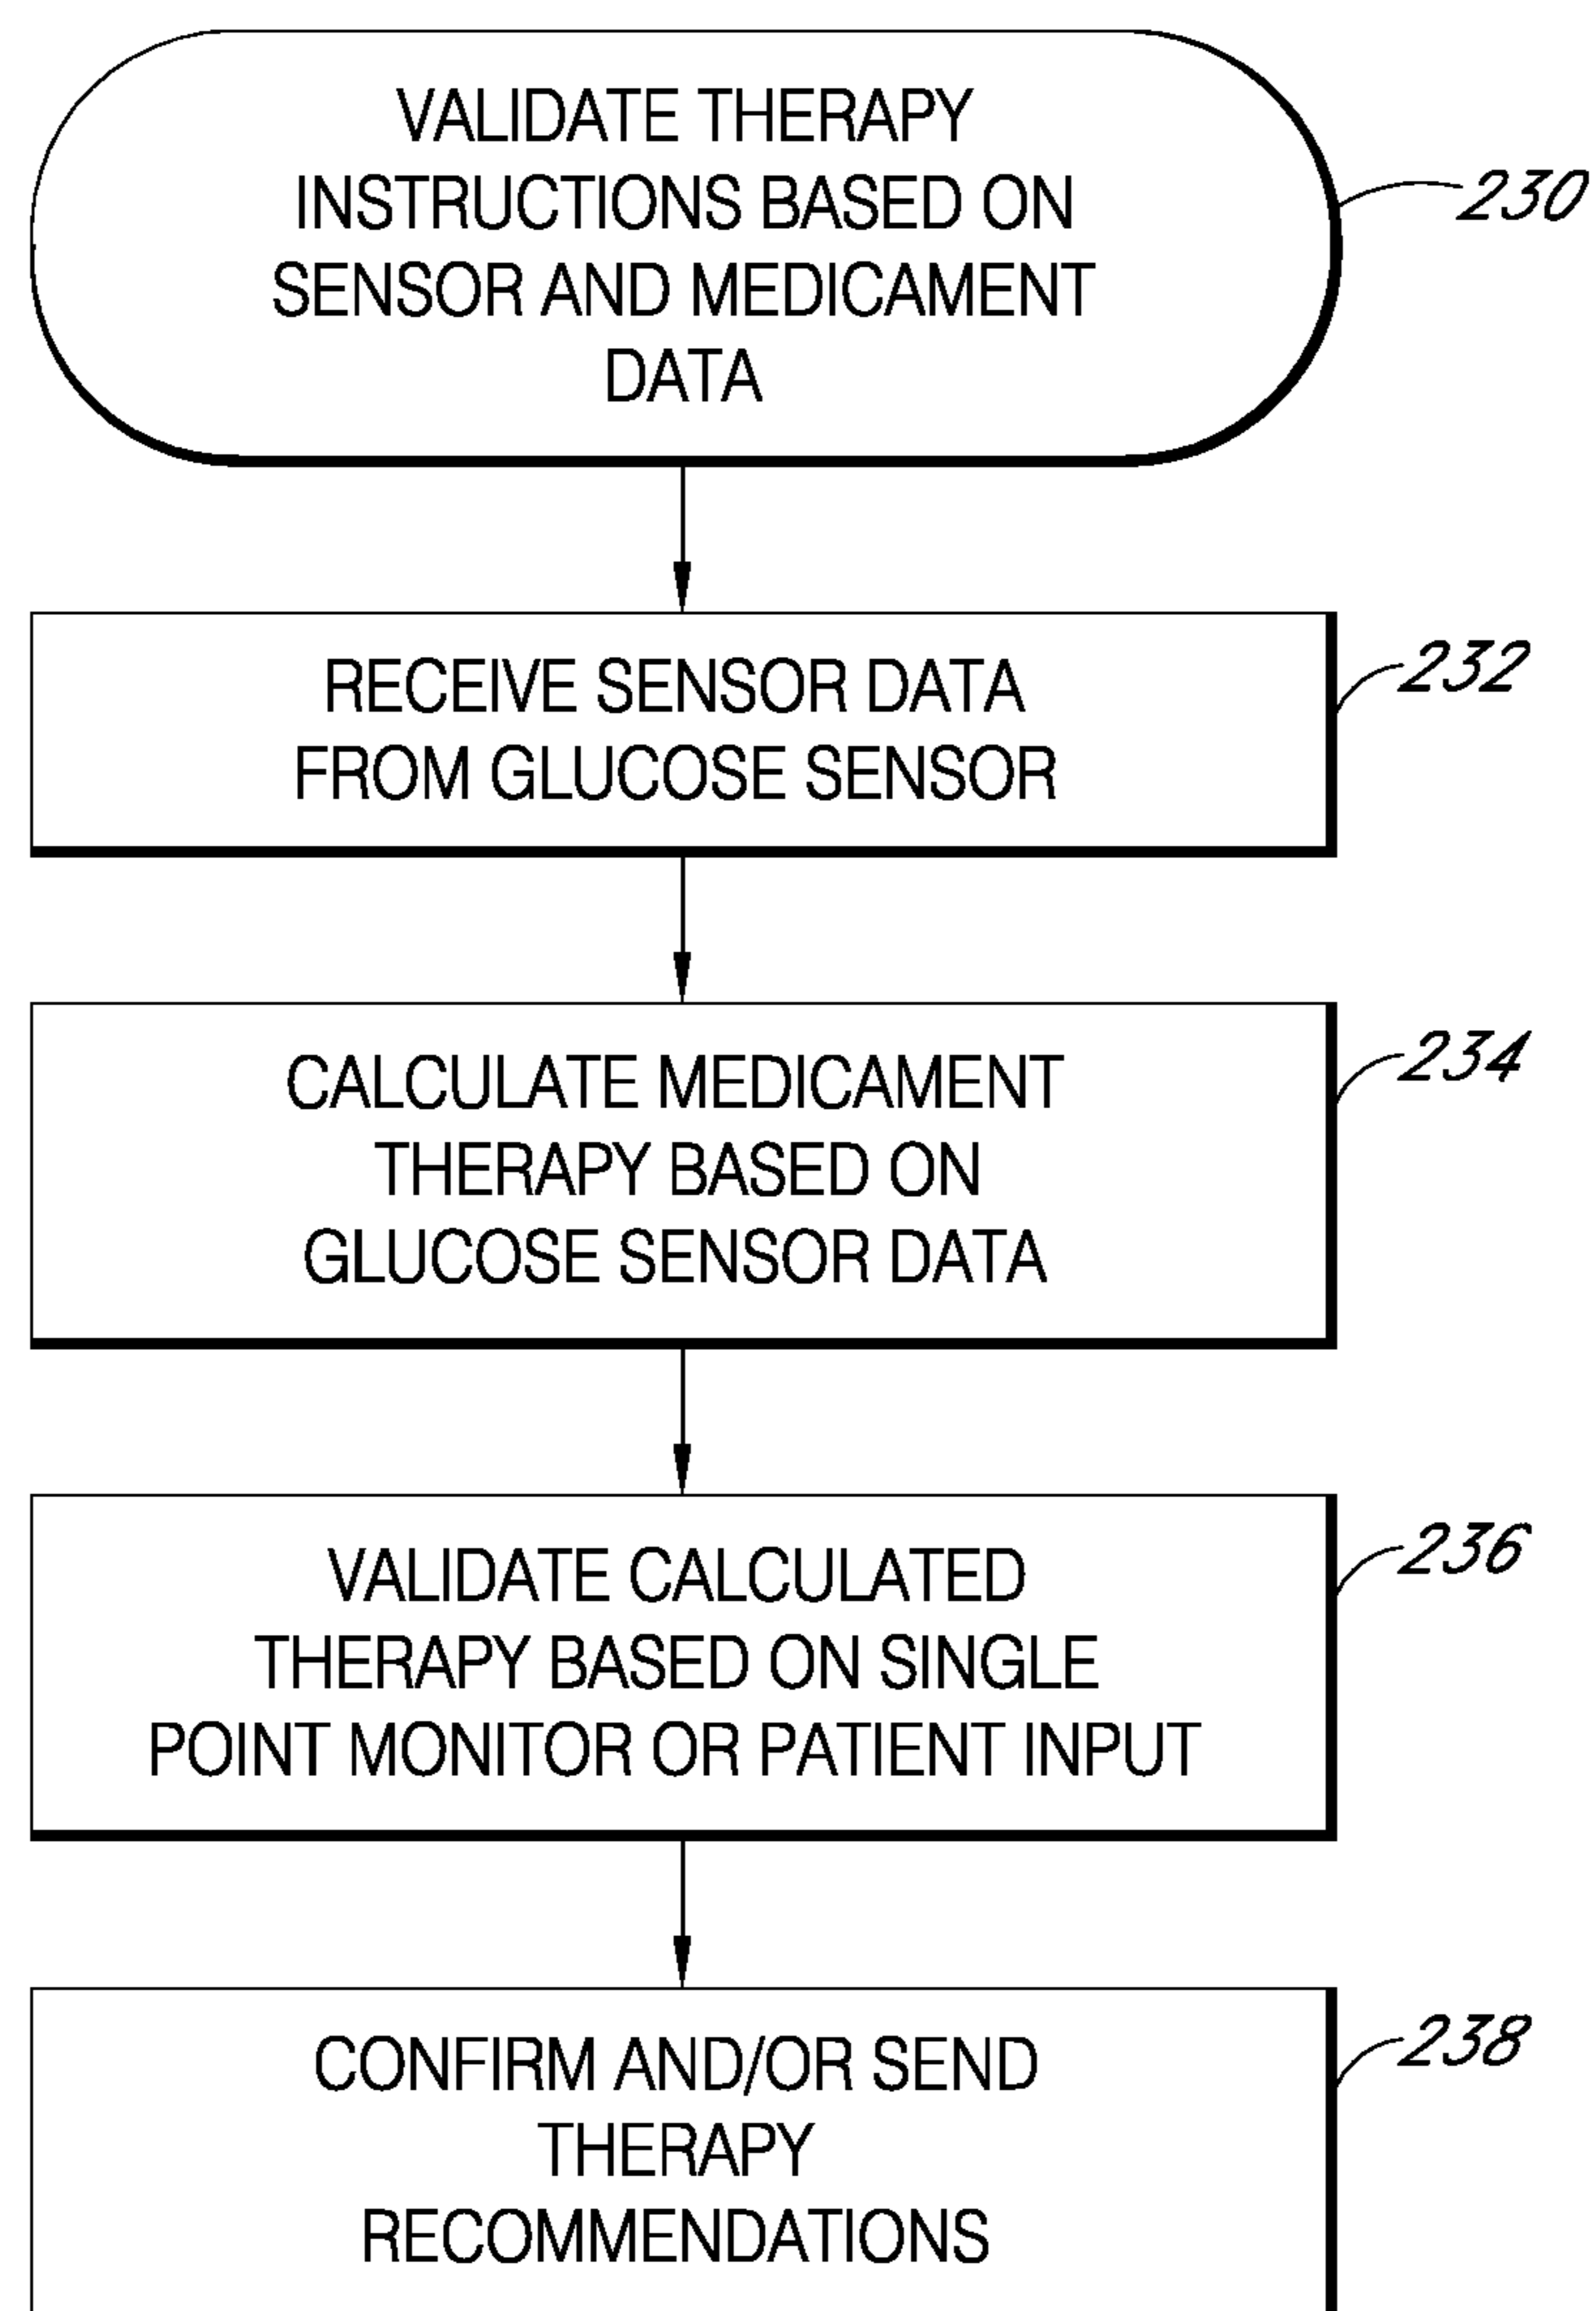 VALIDATE THERAPY
INSTRUCTIONS BASED ON
SENSOR AND MEDICAMENT
DATA
230
RECEIVE SENSOR DATA
FROM GLUCOSE SENSOR
232
CALCULATE MEDICAMENT
THERAPY BASED ON
GLUCOSE SENSOR DATA
234
VALIDATE CALCULATED
THERAPY BASED ON SINGLE
POINT MONITOR OR PATIENT INPUT
236
CONFIRM AND/OR SEND
THERAPY
RECOMMENDATIONS
238